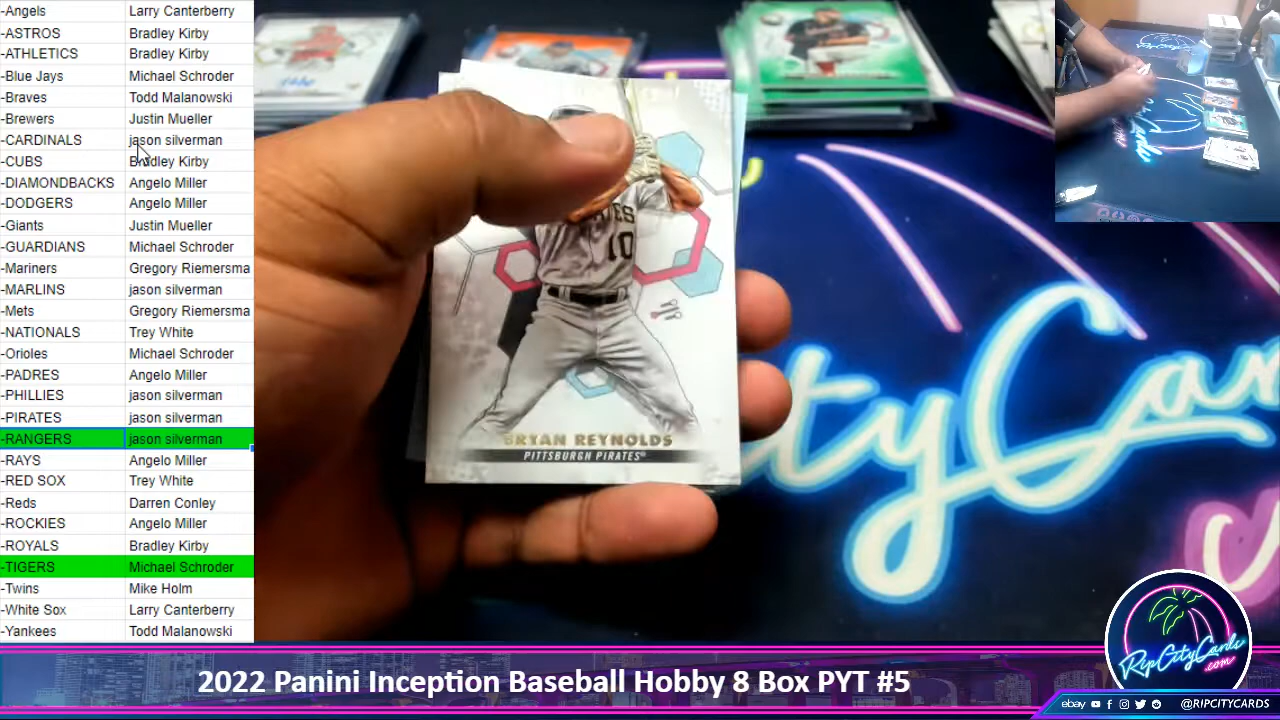 -Angels Larry Canterberry
-ASTROS Bradley Kirby
-ATHLETICS Bradley Kirby
-Blue Jays Michael Schroder
-Braves Todd Malanowski
-Brewers Justin Mueller
-CARDINALS jason silverman
-CUBS Bradley Kirby
-DIAMONDBACKS Angelo Miller
-DODGERS Angelo Miller
-Giants Justin Mueller
-GUARDIANS Michael Schroder
-Mariners Gregory Riemersma
-MARLINS jason silverman
-Mets Gregory Riemersma
-NATIONALS Trey White
-Orioles Michael Schroder
-PADRES Angelo Miller
-PHILLIES jason silverman
-PIRATES jason silverman
-RANGERS jason silverman
-RAYS Angelo Miller
-RED SOX Trey White
-Reds Darren Conley
-ROCKIES Angelo Miller
-ROYALS Bradley Kirby
-TIGERS Michael Schroder
-Twins Mike Holm
-White Sox Larry Canterberry
-Yankees Todd Malanowski
10
BRYAN REYNOLDS
PITTSBURGH PIRATES
RipCityCards
.com
2022 Panini Inception Baseball Hobby 8 Box PYT #5
ebay @RIPCITYCARDS